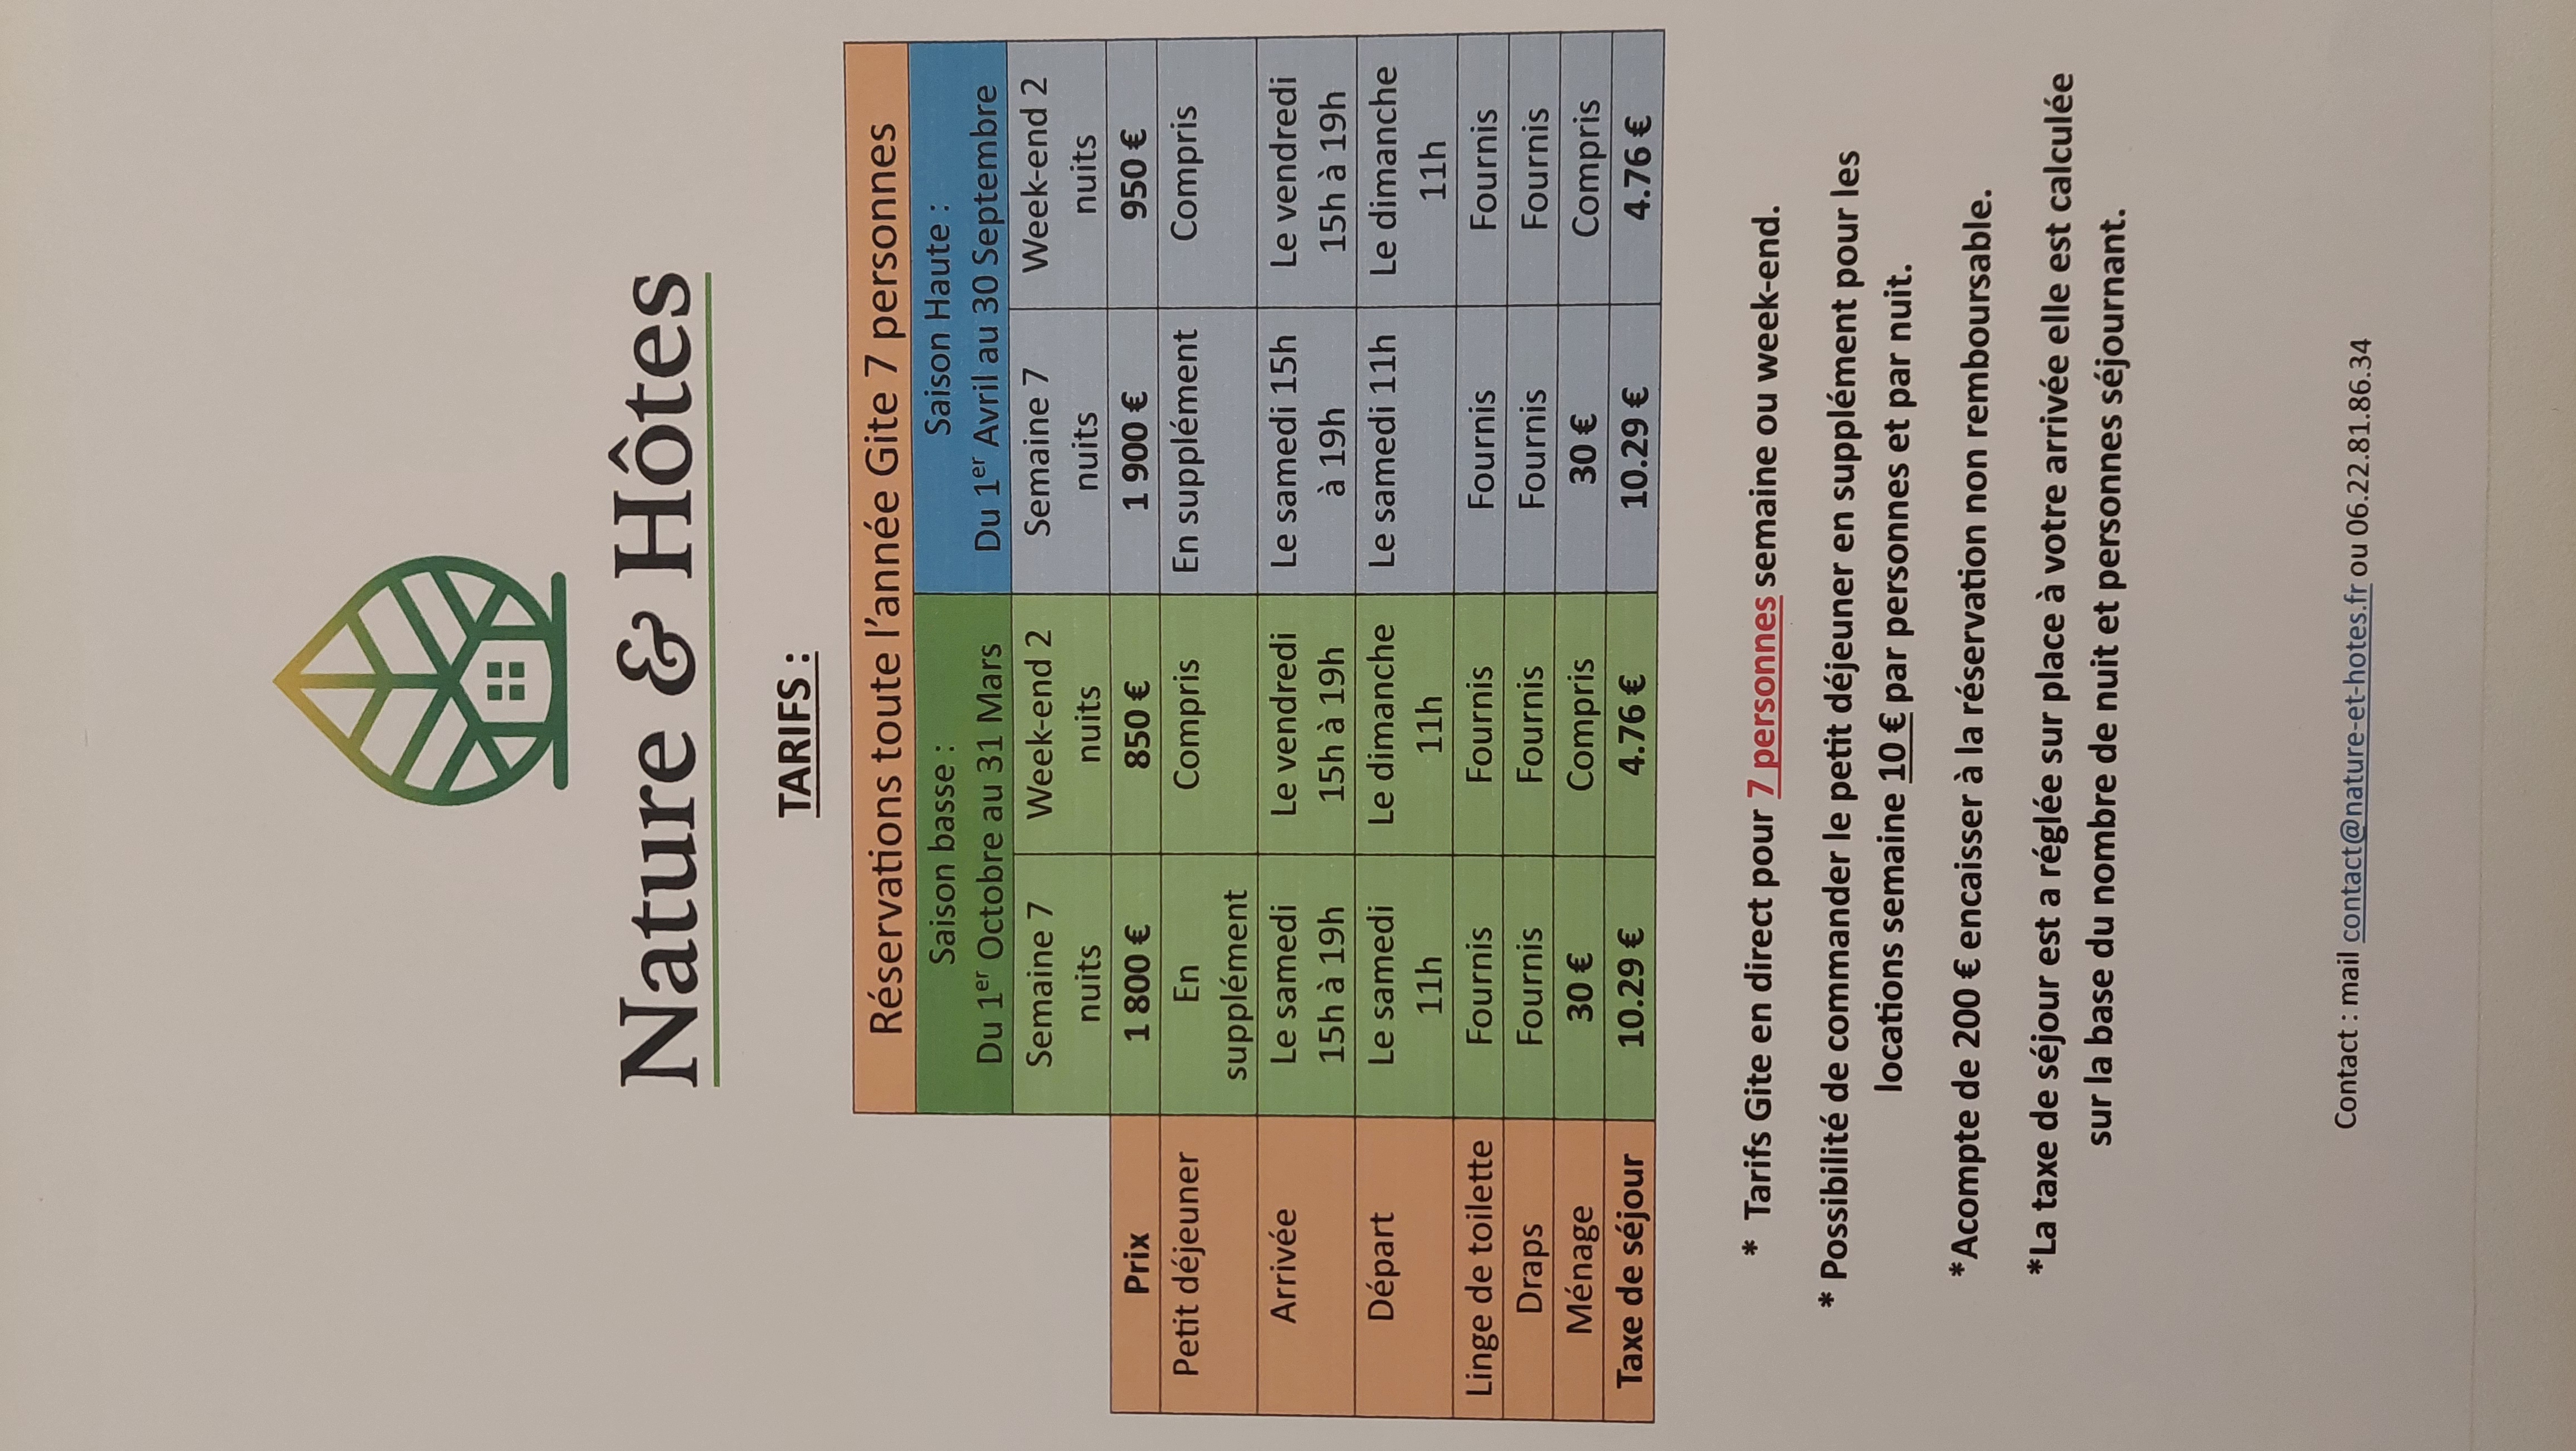 Nature & Hôtes
TARIFS :
Réservations toute l'année Gite 7 personnes
Saison basse :
Du 1er Octobre au 31 Mars
Saison Haute :
Du 1er Avril au 30 Septembre
Semaine 7
nuits
Week-end 2
nuits
Semaine 7
nuits
Week-end 2
nuits
Prix 1 800 € 850 € 1 900 € 950 €
Petit déjeuner
En
supplément
Compris
En supplément
Compris
Arrivée
Le samedi
15h à 19h
Le vendredi
15h à 19h
Le samedi 15h
à 19h
Le vendredi
15h à 19h
Départ
Le samedi
11h
Le dimanche
11h
Le samedi 11h
Le dimanche
11h
Linge de toilette Fournis Fournis Fournis Fournis
Draps Fournis Fournis Fournis Fournis
Ménage 30 € Compris 30 € Compris
Taxe de séjour 10.29 € 4.76 € 10.29 € 4.76 €
* Tarifs Gite en direct pour 7 personnes semaine ou week-end.
* Possibilité de commander le petit déjeuner en supplément pour les
locations semaine 10 € par personnes et par nuit.
*Acompte de 200 € encaisser à la réservation non remboursable.
*La taxe de séjour est a réglée sur place à votre arrivée elle est calculée
sur la base du nombre de nuit et personnes séjournant.
Contact : mail contact@nature-et-hotes.fr ou 06.22.81.86.34